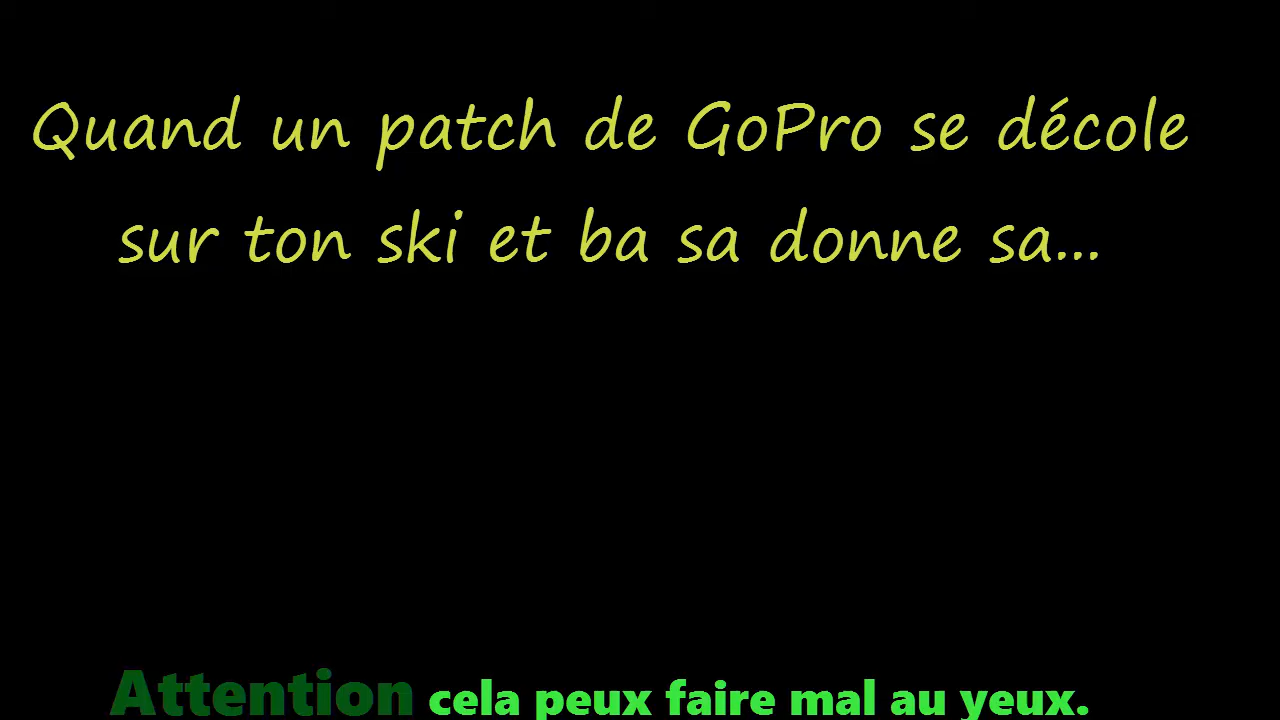 Quand un patch de GoPro se décole
sur ton ski et ba sa donne sa...
Attention cela peux faire mal au yeux.